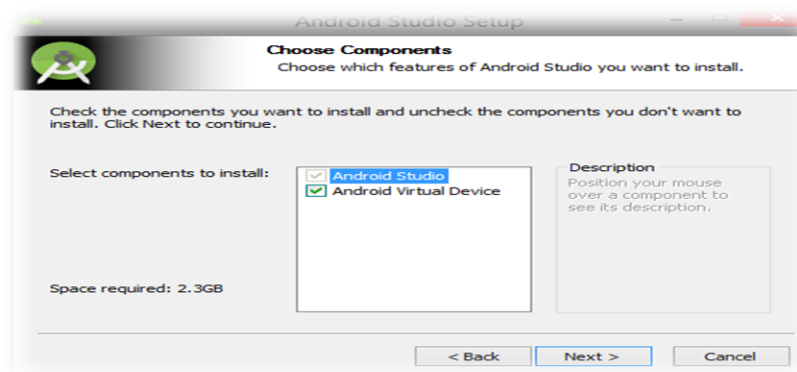 Android Studio Setup
Choose Components
Choose which features of Android Studio you want to install.
Check the components you want to install and uncheck the components you don't want to
install. Click Next to continue.
Select components to install:
Android Studio
Android Virtual Device
Description
Position your mouse
over a component to
see its description.
Space required: 2.3GB
< Back
Next >
Cancel